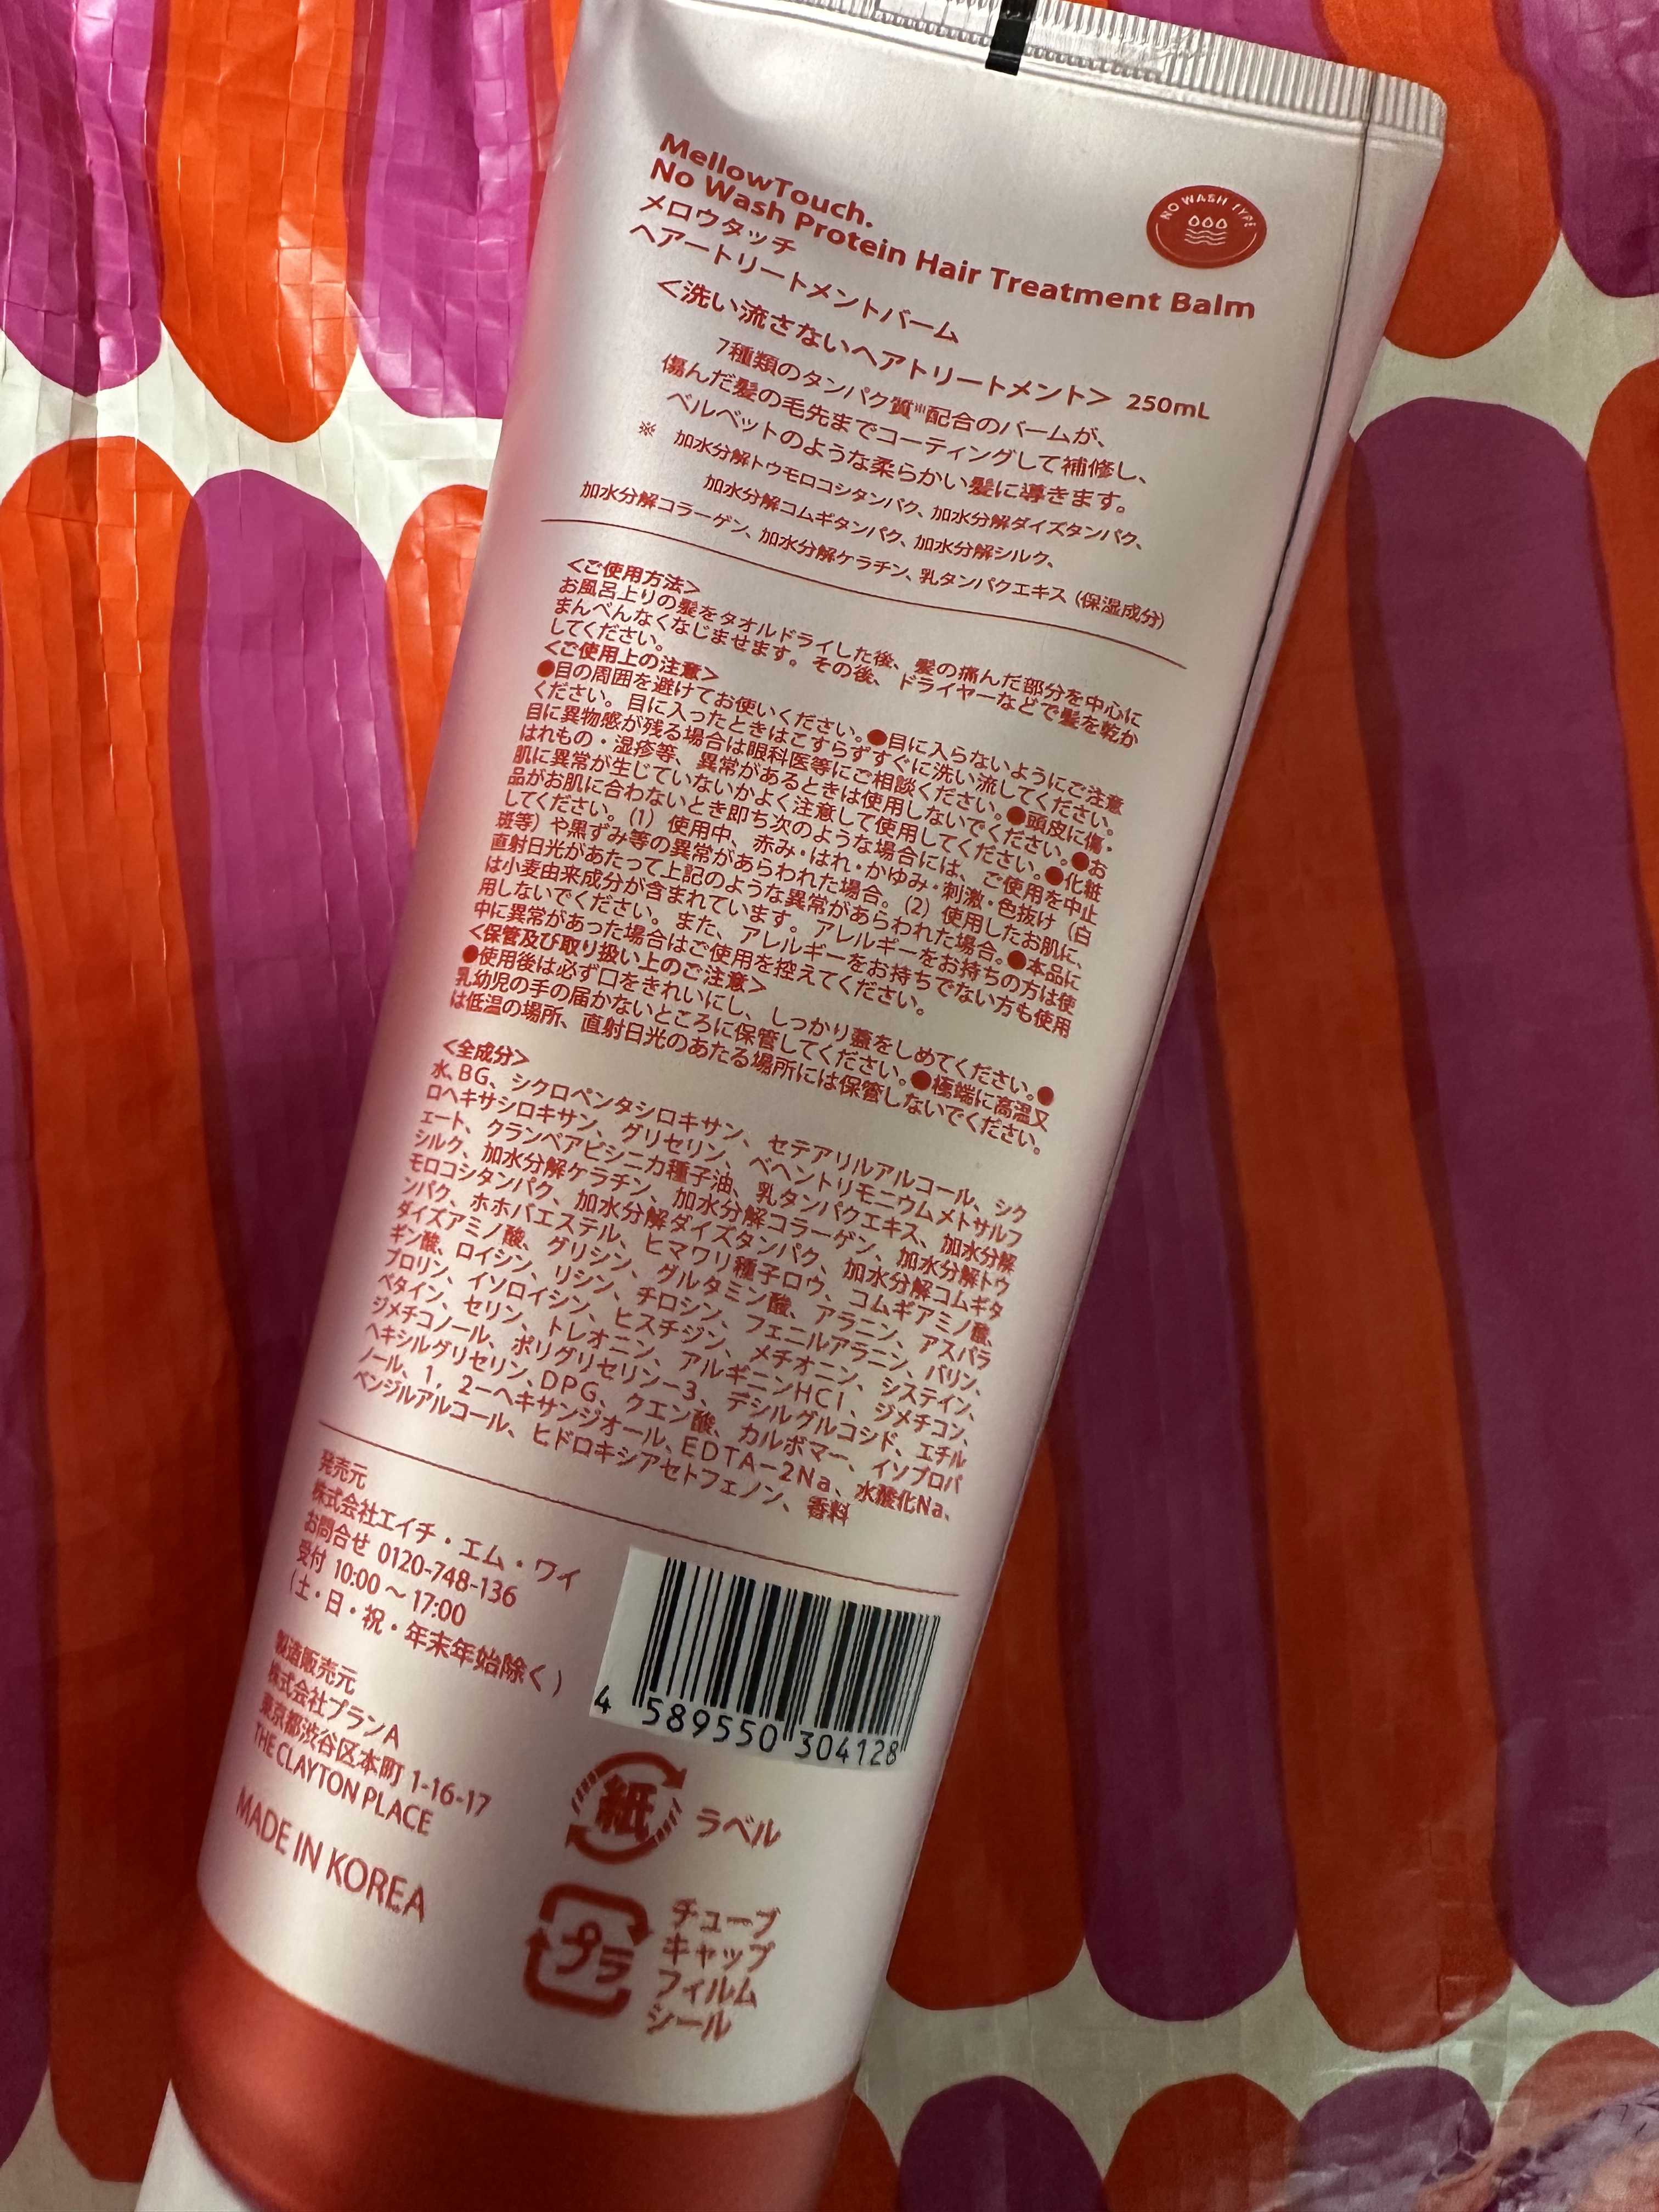 MellowTouch.
No Wash Protein Hair Treatment Balm
NO WASH TYPE
メロウタッチ
ヘアートリートメントバーム
＜洗い流さないヘアトリートメント＞ 250mL
7種類のタンパク質※配合のバームが、
傷んだ髪の毛先までコーティングして補修し、
ベルベットのような柔らかい髪に導きます。
※ 加水分解トウモロコシタンパク、加水分解ダイズタンパク、
加水分解コムギタンパク、加水分解シルク、
加水分解コラーゲン、加水分解ケラチン、乳タンパクエキス（保湿成分）
＜ご使用方法＞
お風呂上りの髪をタオルドライした後、髪の痛んだ部分を中心に
まんべんなくなじませます。その後、ドライヤーなどで髪を乾か
してください。
＜ご使用上の注意＞
●目の周囲を避けてお使いください。●目に入らないようにご注意
ください。目に入ったときはこすらずすぐに洗い流してください。
目に異物感が残る場合は眼科医等にご相談ください。●頭皮に傷・
はれもの・湿疹等、異常があるときは使用しないでください。●お
肌に異常が生じていないかよく注意して使用してください。●化粧
品がお肌に合わないとき即ち次のような場合には、ご使用を中止
してください。(1) 使用中、赤み・はれ・かゆみ・刺激・色抜け（白
斑等）や黒ずみ等の異常があらわれた場合。(2) 使用したお肌に、
直射日光があたって上記のような異常があらわれた場合。●本品に
は小麦由来成分が含まれています。アレルギーをお持ちの方は使
用しないでください。また、アレルギーをお持ちでない方も使用
中に異常があった場合はご使用を控えてください。
＜保管及び取り扱い上のご注意＞
●使用後は必ず口をきれいにし、しっかり蓋をしめてください。●
乳幼児の手の届かないところに保管してください。●極端に高温又
は低温の場所、直射日光のあたる場所には保管しないでください。
＜全成分＞
水、BG、シクロペンタシロキサン、セテアリルアルコール、シク
ロヘキサシロキサン、グリセリン、ベヘントリモニウムメトサルフ
ェート、クランベアビシニカ種子油、乳タンパクエキス、加水分解
シルク、加水分解ケラチン、加水分解コラーゲン、加水分解トウ
モロコシタンパク、加水分解ダイズタンパク、加水分解コムギタ
ンパク、ホホバエステル、ヒマワリ種子ロウ、コムギアミノ酸、
ダイズアミノ酸、グリシン、グルタミン酸、アラニン、アスパラ
ギン酸、ロイシン、リシン、チロシン、フェニルアラニン、バリン、
プロリン、イソロイシン、ヒスチジン、メチオニン、システイン、
ベタイン、セリン、トレオニン、アルギニンHCl、ジメチコン、
ジメチコノール、ポリグリセリン-3、デシルグルコシド、エチル
ヘキシルグリセリン、DPG、クエン酸、カルボマー、イソプロパ
ノール、1，2-ヘキサンジオール、EDTA-2Na、水酸化Na、
ベンジルアルコール、ヒドロキシアセトフェノン、香料
発売元
株式会社エイチ・エム・ワイ
お問合せ 0120-748-136
受付 10:00～17:00
（土・日・祝・年末年始除く）
製造販売元
株式会社プランA
東京都渋谷区本町 1-16-17
THE CLAYTON PLACE
MADE IN KOREA
4 589550 304128
紙 ラベル
プラ
チューブ
キャップ
フィルム
シール